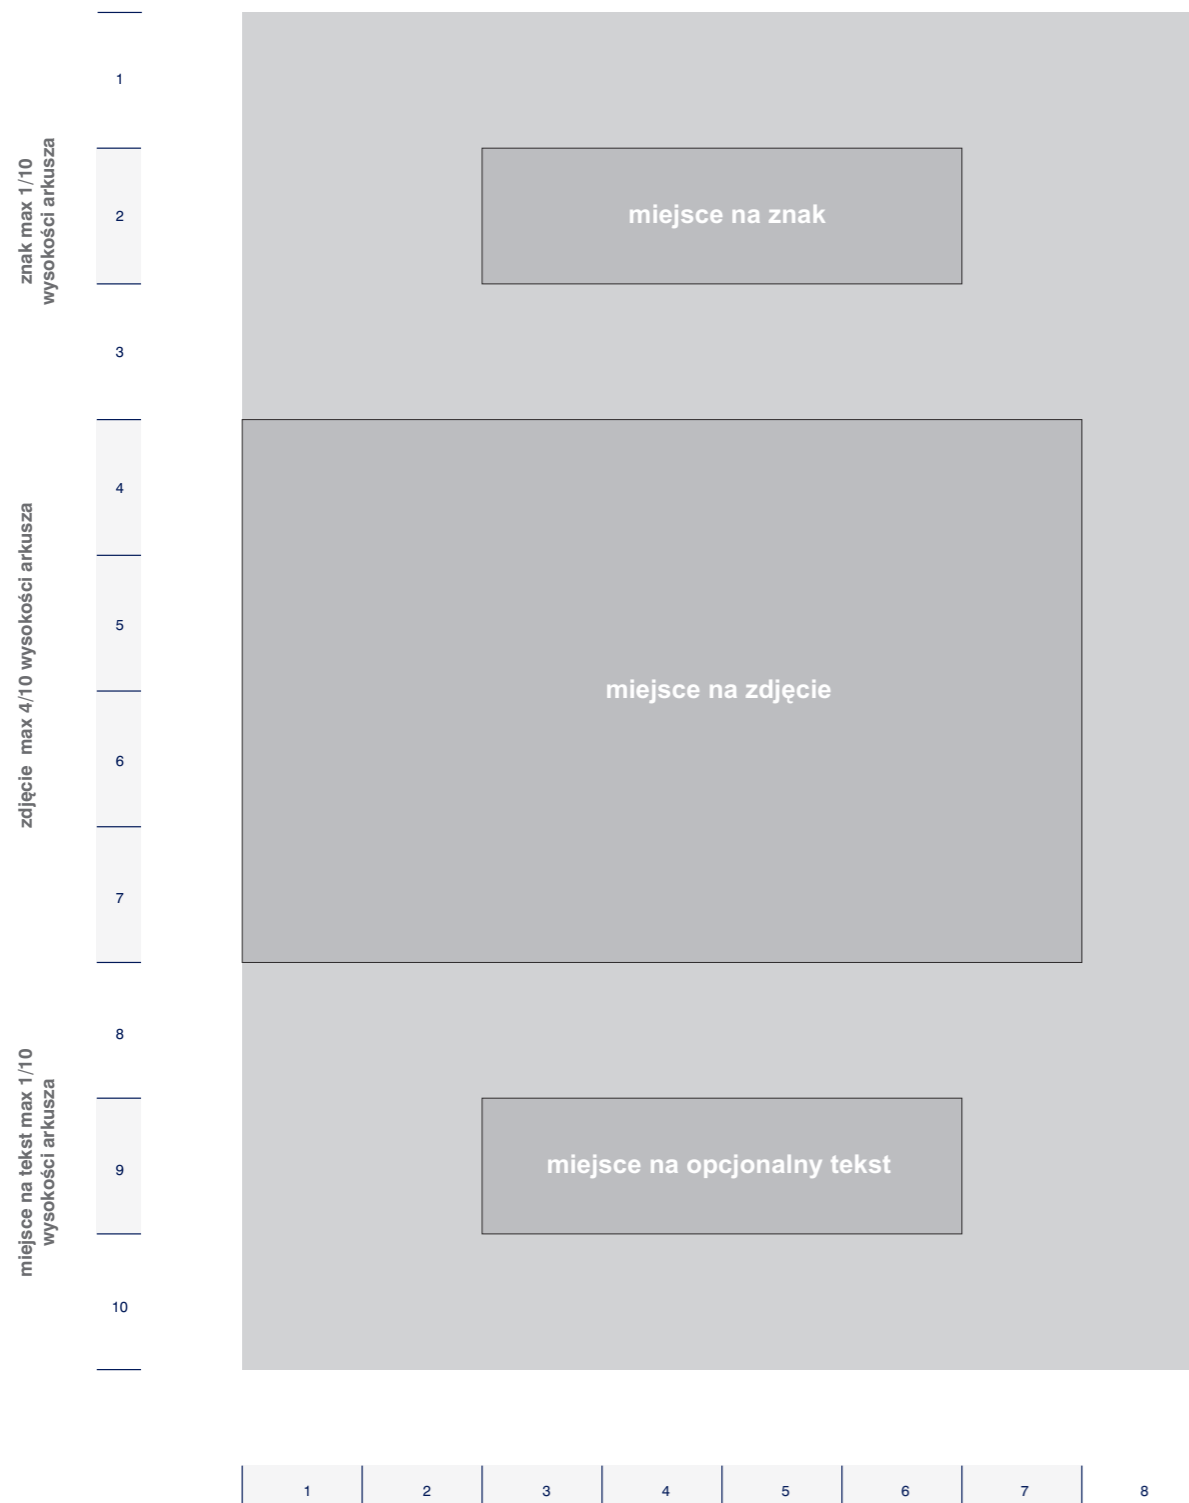 1
znak max 1/10
wysokości arkusza
2
miejsce na znak
3
4
zdjęcie  max 4/10 wysokości arkusza
5
miejsce na zdjęcie
6
7
8
miejsce na tekst max 1/10
wysokości arkusza
9
miejsce na opcjonalny tekst
10
1 2 3 4 5 6 7 8